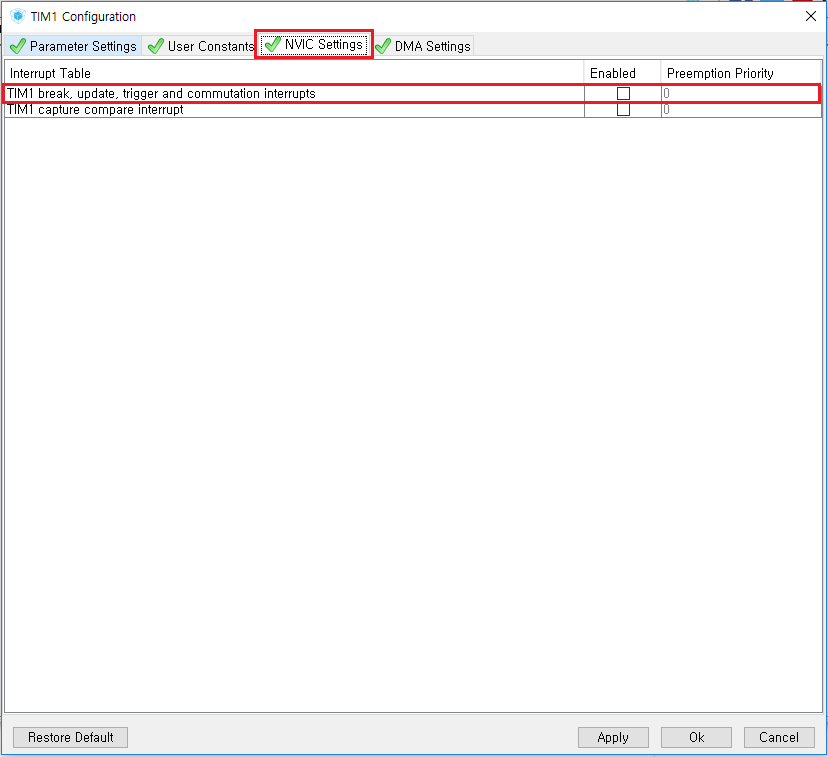 TIM1 Configuration
Parameter Settings User Constants NVIC Settings DMA Settings
Interrupt Table Enabled Preemption Priority
TIM1 break, update, trigger and commutation interrupts 0
TIM1 capture compare interrupt 0
Restore Default Apply Ok Cancel